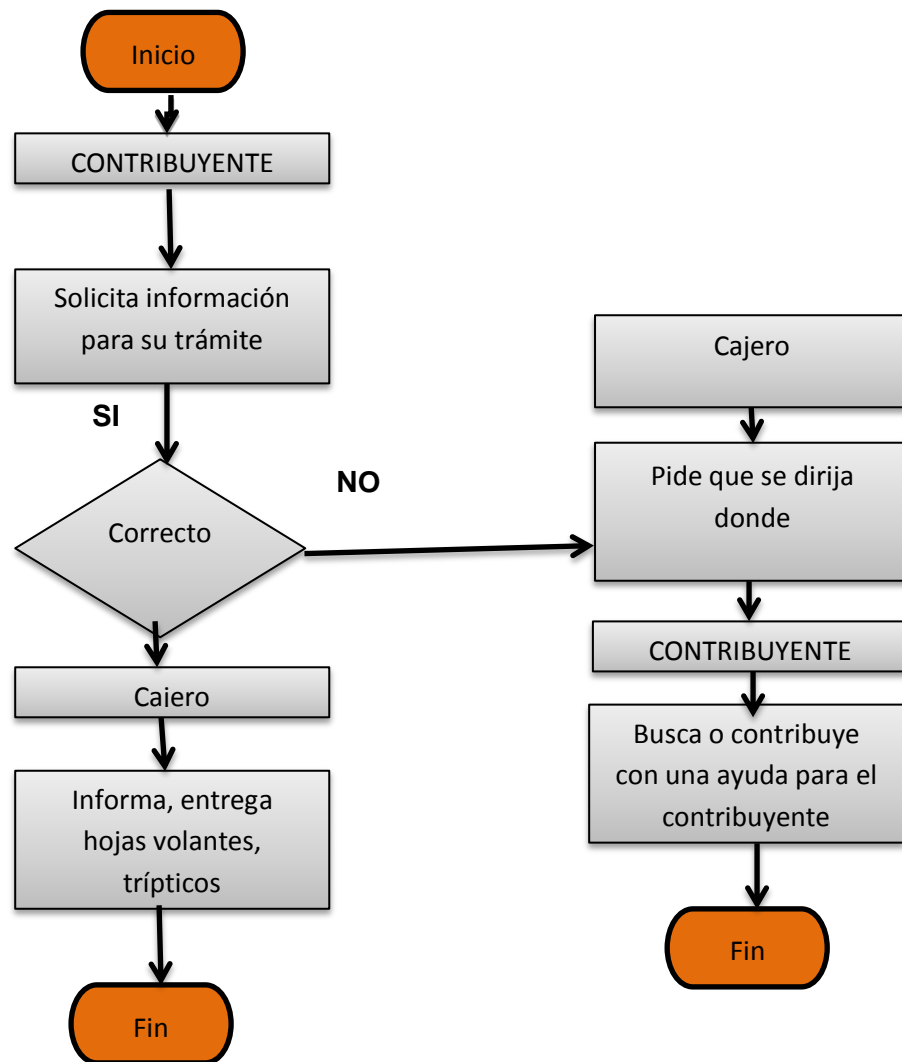 Inicio
CONTRIBUYENTE
Solicita información
para su trámite
SI
Correcto
NO
Cajero
Informa, entrega
hojas volantes,
trípticos
Fin
Cajero
Pide que se dirija
donde
CONTRIBUYENTE
Busca o contribuye
con una ayuda para el
contribuyente
Fin